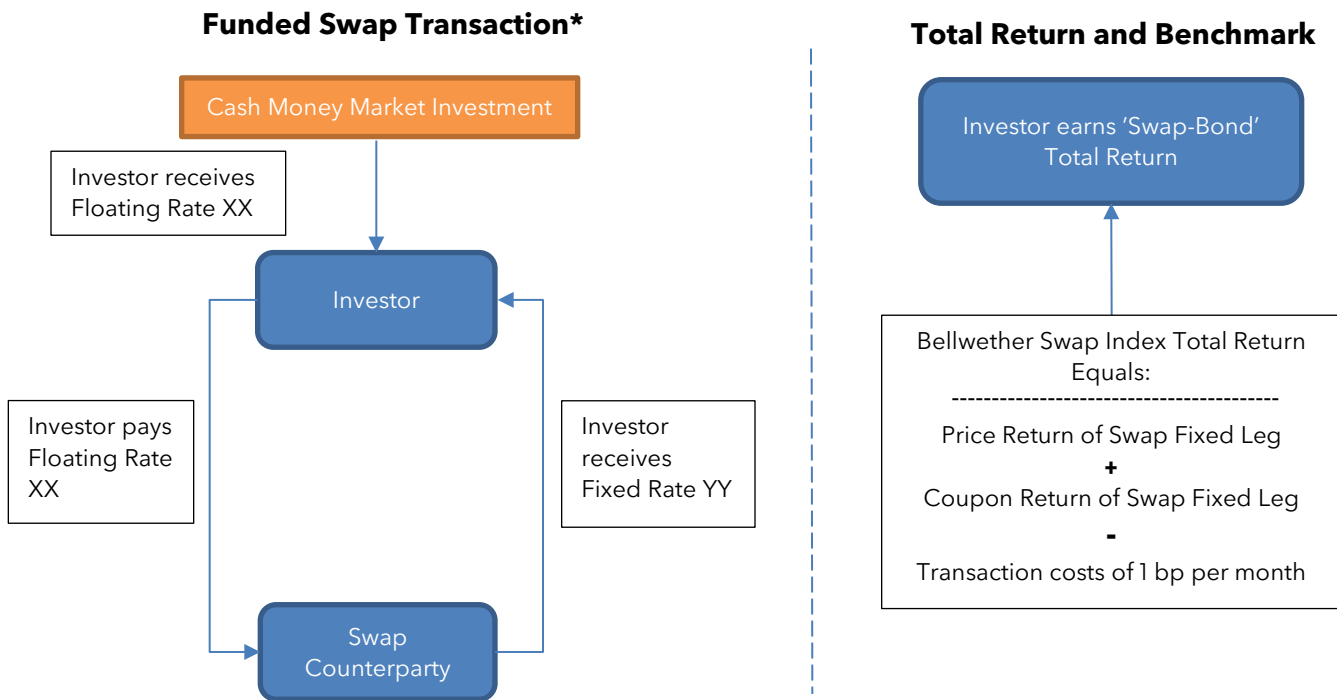 Funded Swap Transaction*
Cash Money Market Investment
Investor receives
Floating Rate XX
Investor
Investor pays
Floating Rate
XX
Investor
receives
Fixed Rate YY
Swap
Counterparty
Total Return and Benchmark
Investor earns ‘Swap-Bond’
Total Return
Bellwether Swap Index Total Return
Equals:
-----------------------------------------
Price Return of Swap Fixed Leg
+
Coupon Return of Swap Fixed Leg
-
Transaction costs of 1 bp per month